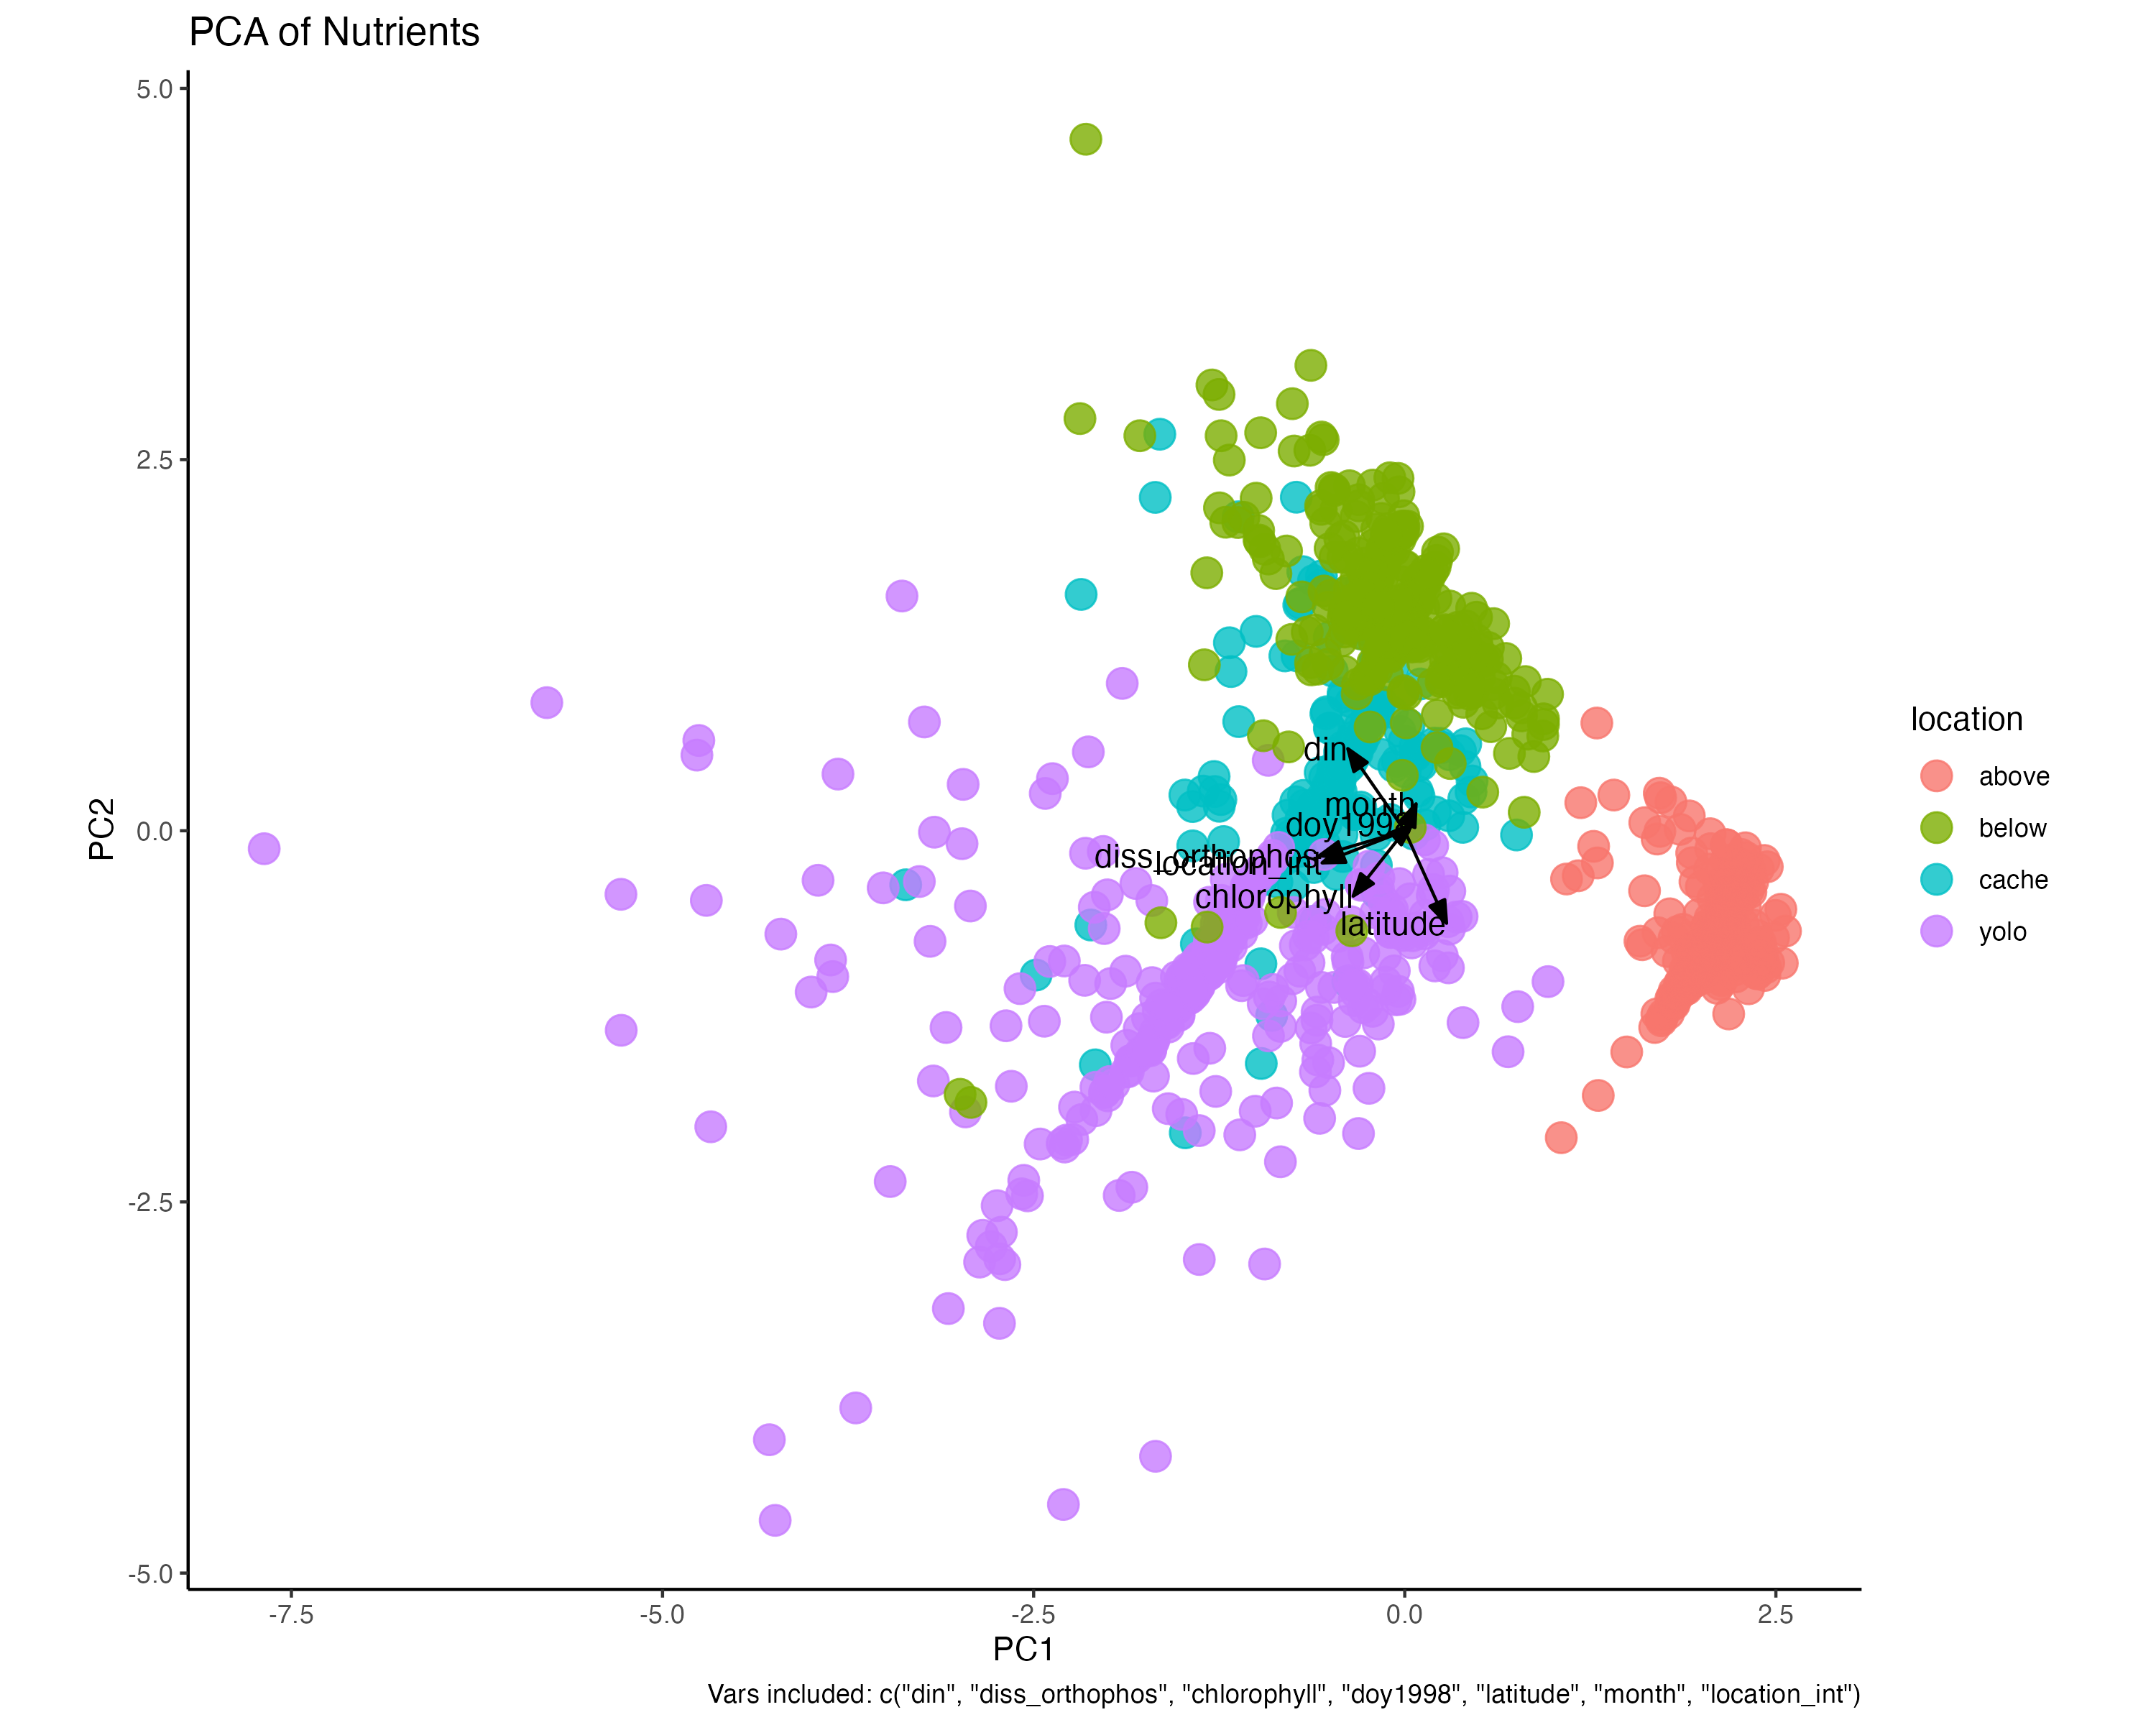 PCA of Nutrients
5.0
2.5
0.0
-2.5
-5.0
PC2
din
month
doy1998
diss_orthophos
location_int
chlorophyll
latitude
location
above
below
cache
yolo
-7.5
-5.0
-2.5
0.0
2.5
PC1
Vars included: c("din", "diss_orthophos", "chlorophyll", "doy1998", "latitude", "month", "location_int")